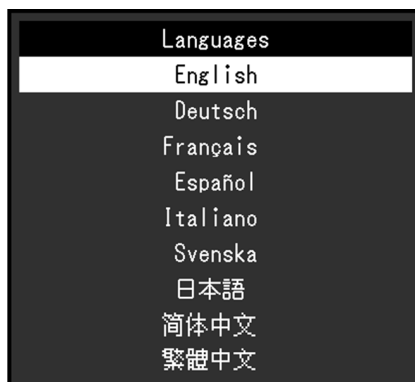 Languages
English
Deutsch
Français
Español
Italiano
Svenska
日本語
简体中文
繁體中文